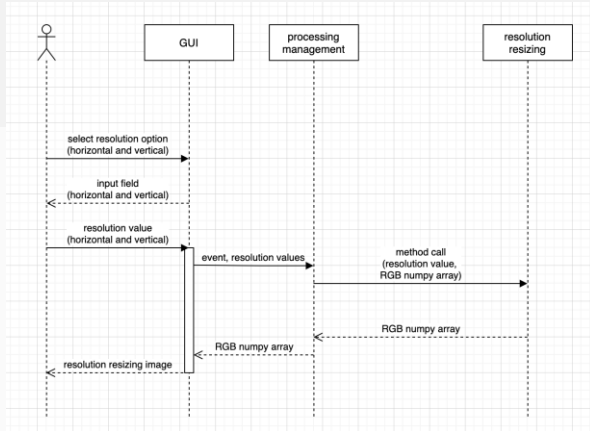 GUI
processing
management
resolution
resizing
select resolution option
(horizontal and vertical)
input field
(horizontal and vertical)
resolution value
(horizontal and vertical)
event, resolution values
method call
(resolution value,
RGB numpy array)
RGB numpy array
RGB numpy array
resolution resizing image